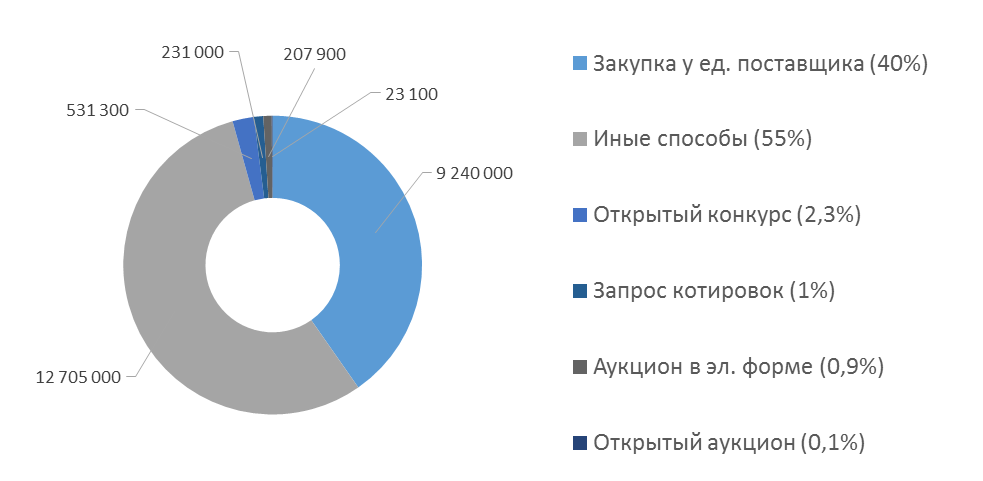 231 000
207 900
23 100
531 300
9 240 000
12 705 000
Закупка у ед. поставщика (40%)
Иные способы (55%)
Открытый конкурс (2,3%)
Запрос котировок (1%)
Аукцион в эл. форме (0,9%)
Открытый аукцион (0,1%)